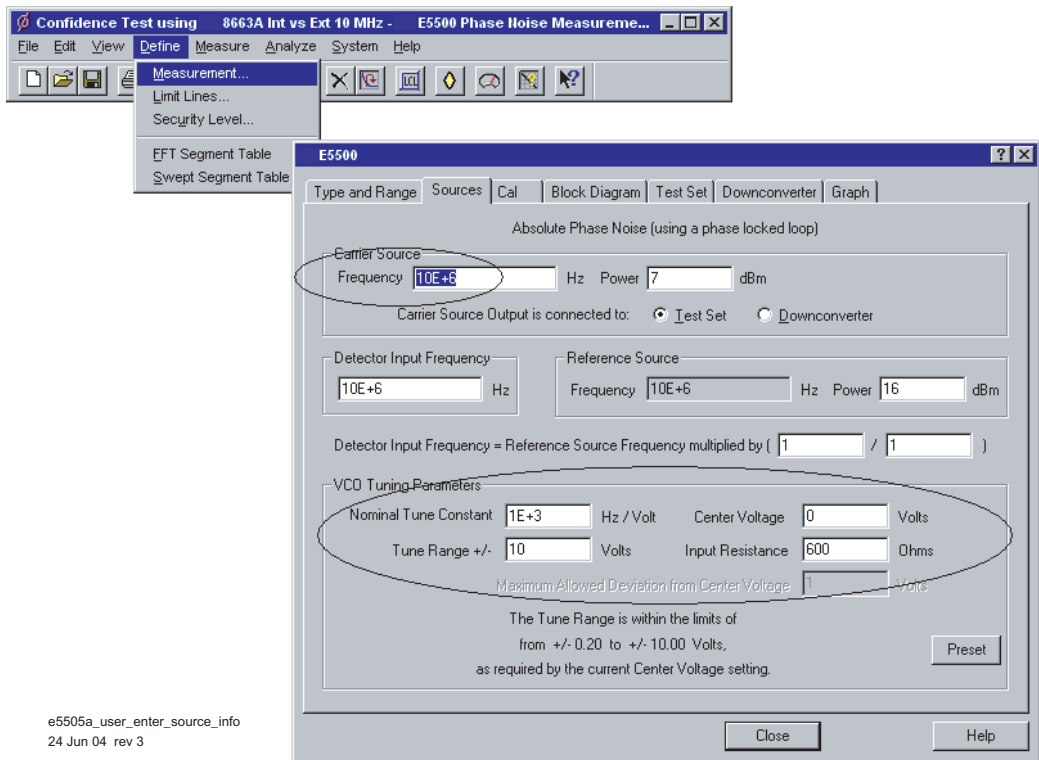 Confidence Test using 8663A Int vs Ext 10 MHz - E5500 Phase Noise Measureme...
File Edit View Define Measure Analyze System Help
Measurement...
Limit Lines...
Security Level...
FFT Segment Table
Swept Segment Table
E5500
Type and Range Sources Cal Block Diagram Test Set Downconverter Graph
Absolute Phase Noise (using a phase locked loop)
Carrier Source
Frequency 10E+6 Hz Power 7 dBm
Carrier Source Output is connected to: Test Set Downconverter
Detector Input Frequency
10E+6 Hz
Reference Source
Frequency 10E+6 Hz Power 16 dBm
Detector Input Frequency = Reference Source Frequency multiplied by ( 1 / 1 )
VCO Tuning Parameters
Nominal Tune Constant 1E+3 Hz / Volt Center Voltage 0 Volts
Tune Range +/- 10 Volts Input Resistance 600 Ohms
Maximum Allowed Deviation from Center Voltage 1 Volts
The Tune Range is within the limits of
from +/- 0.20 to +/- 10.00 Volts,
as required by the current Center Voltage setting.
Preset
Close Help
e5505a_user_enter_source_info
24 Jun 04 rev 3